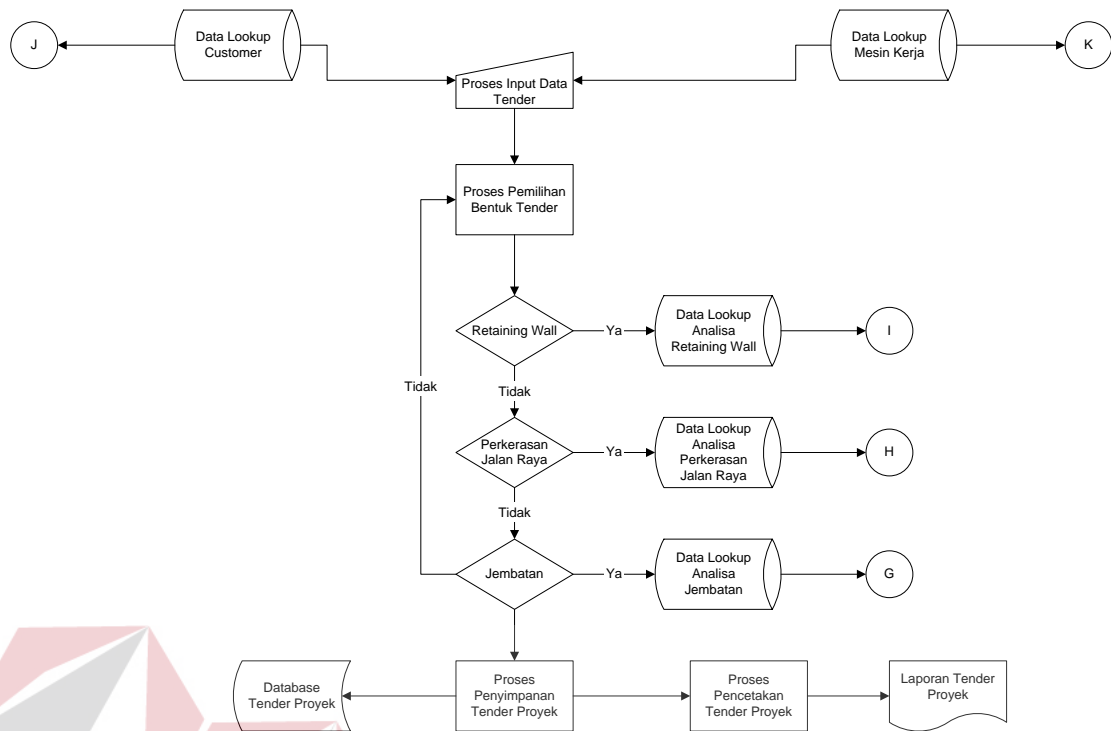 J
Data Lookup
Customer
Data Lookup
Mesin Kerja
K
Proses Input Data
Tender
Proses Pemilihan
Bentuk Tender
Retaining Wall
Ya
Data Lookup
Analisa
Retaining Wall
I
Tidak
Tidak
Perkerasan
Jalan Raya
Ya
Data Lookup
Analisa
Perkerasan
Jalan Raya
H
Tidak
Jembatan
Ya
Data Lookup
Analisa
Jembatan
G
Database
Tender Proyek
Proses
Penyimpanan
Tender Proyek
Proses
Pencetakan
Tender Proyek
Laporan Tender
Proyek